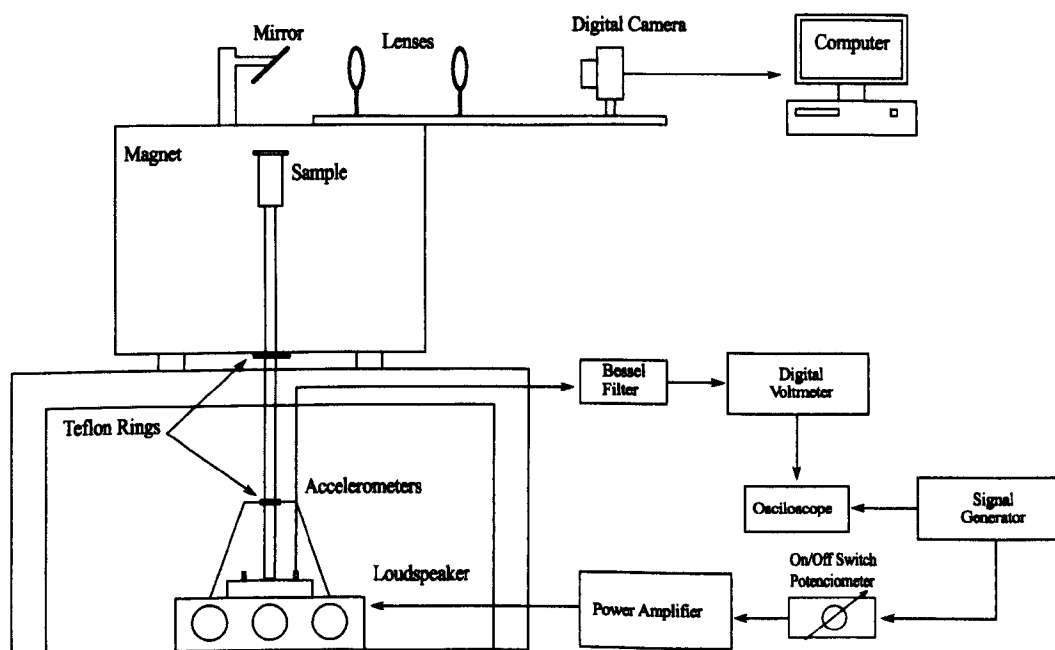 Mirror
Lenses
Digital Camera
Computer
Magnet
Sample
Bessel
Filter
Digital
Voltmeter
Teflon Rings
Accelerometers
Osciloscope
Signal
Generator
On/Off Switch
Potenciometer
Loudspeaker
Power Amplifier